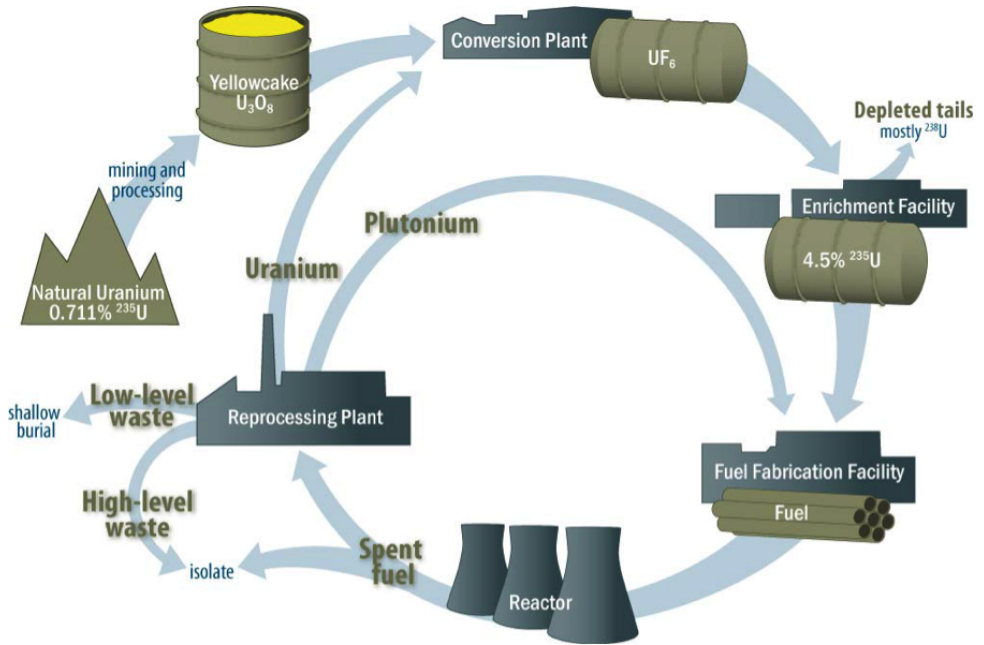 Yellowcake
U₃O₈
Conversion Plant
UF₆
Depleted tails
mostly ²³⁸U
mining and
processing
Enrichment Facility
Plutonium
4.5% ²³⁵U
Uranium
Natural Uranium
0.711% ²³⁵U
Low-level
waste
shallow
burial
Reprocessing Plant
Fuel Fabrication Facility
Fuel
High-level
waste
Spent
fuel
isolate
Reactor